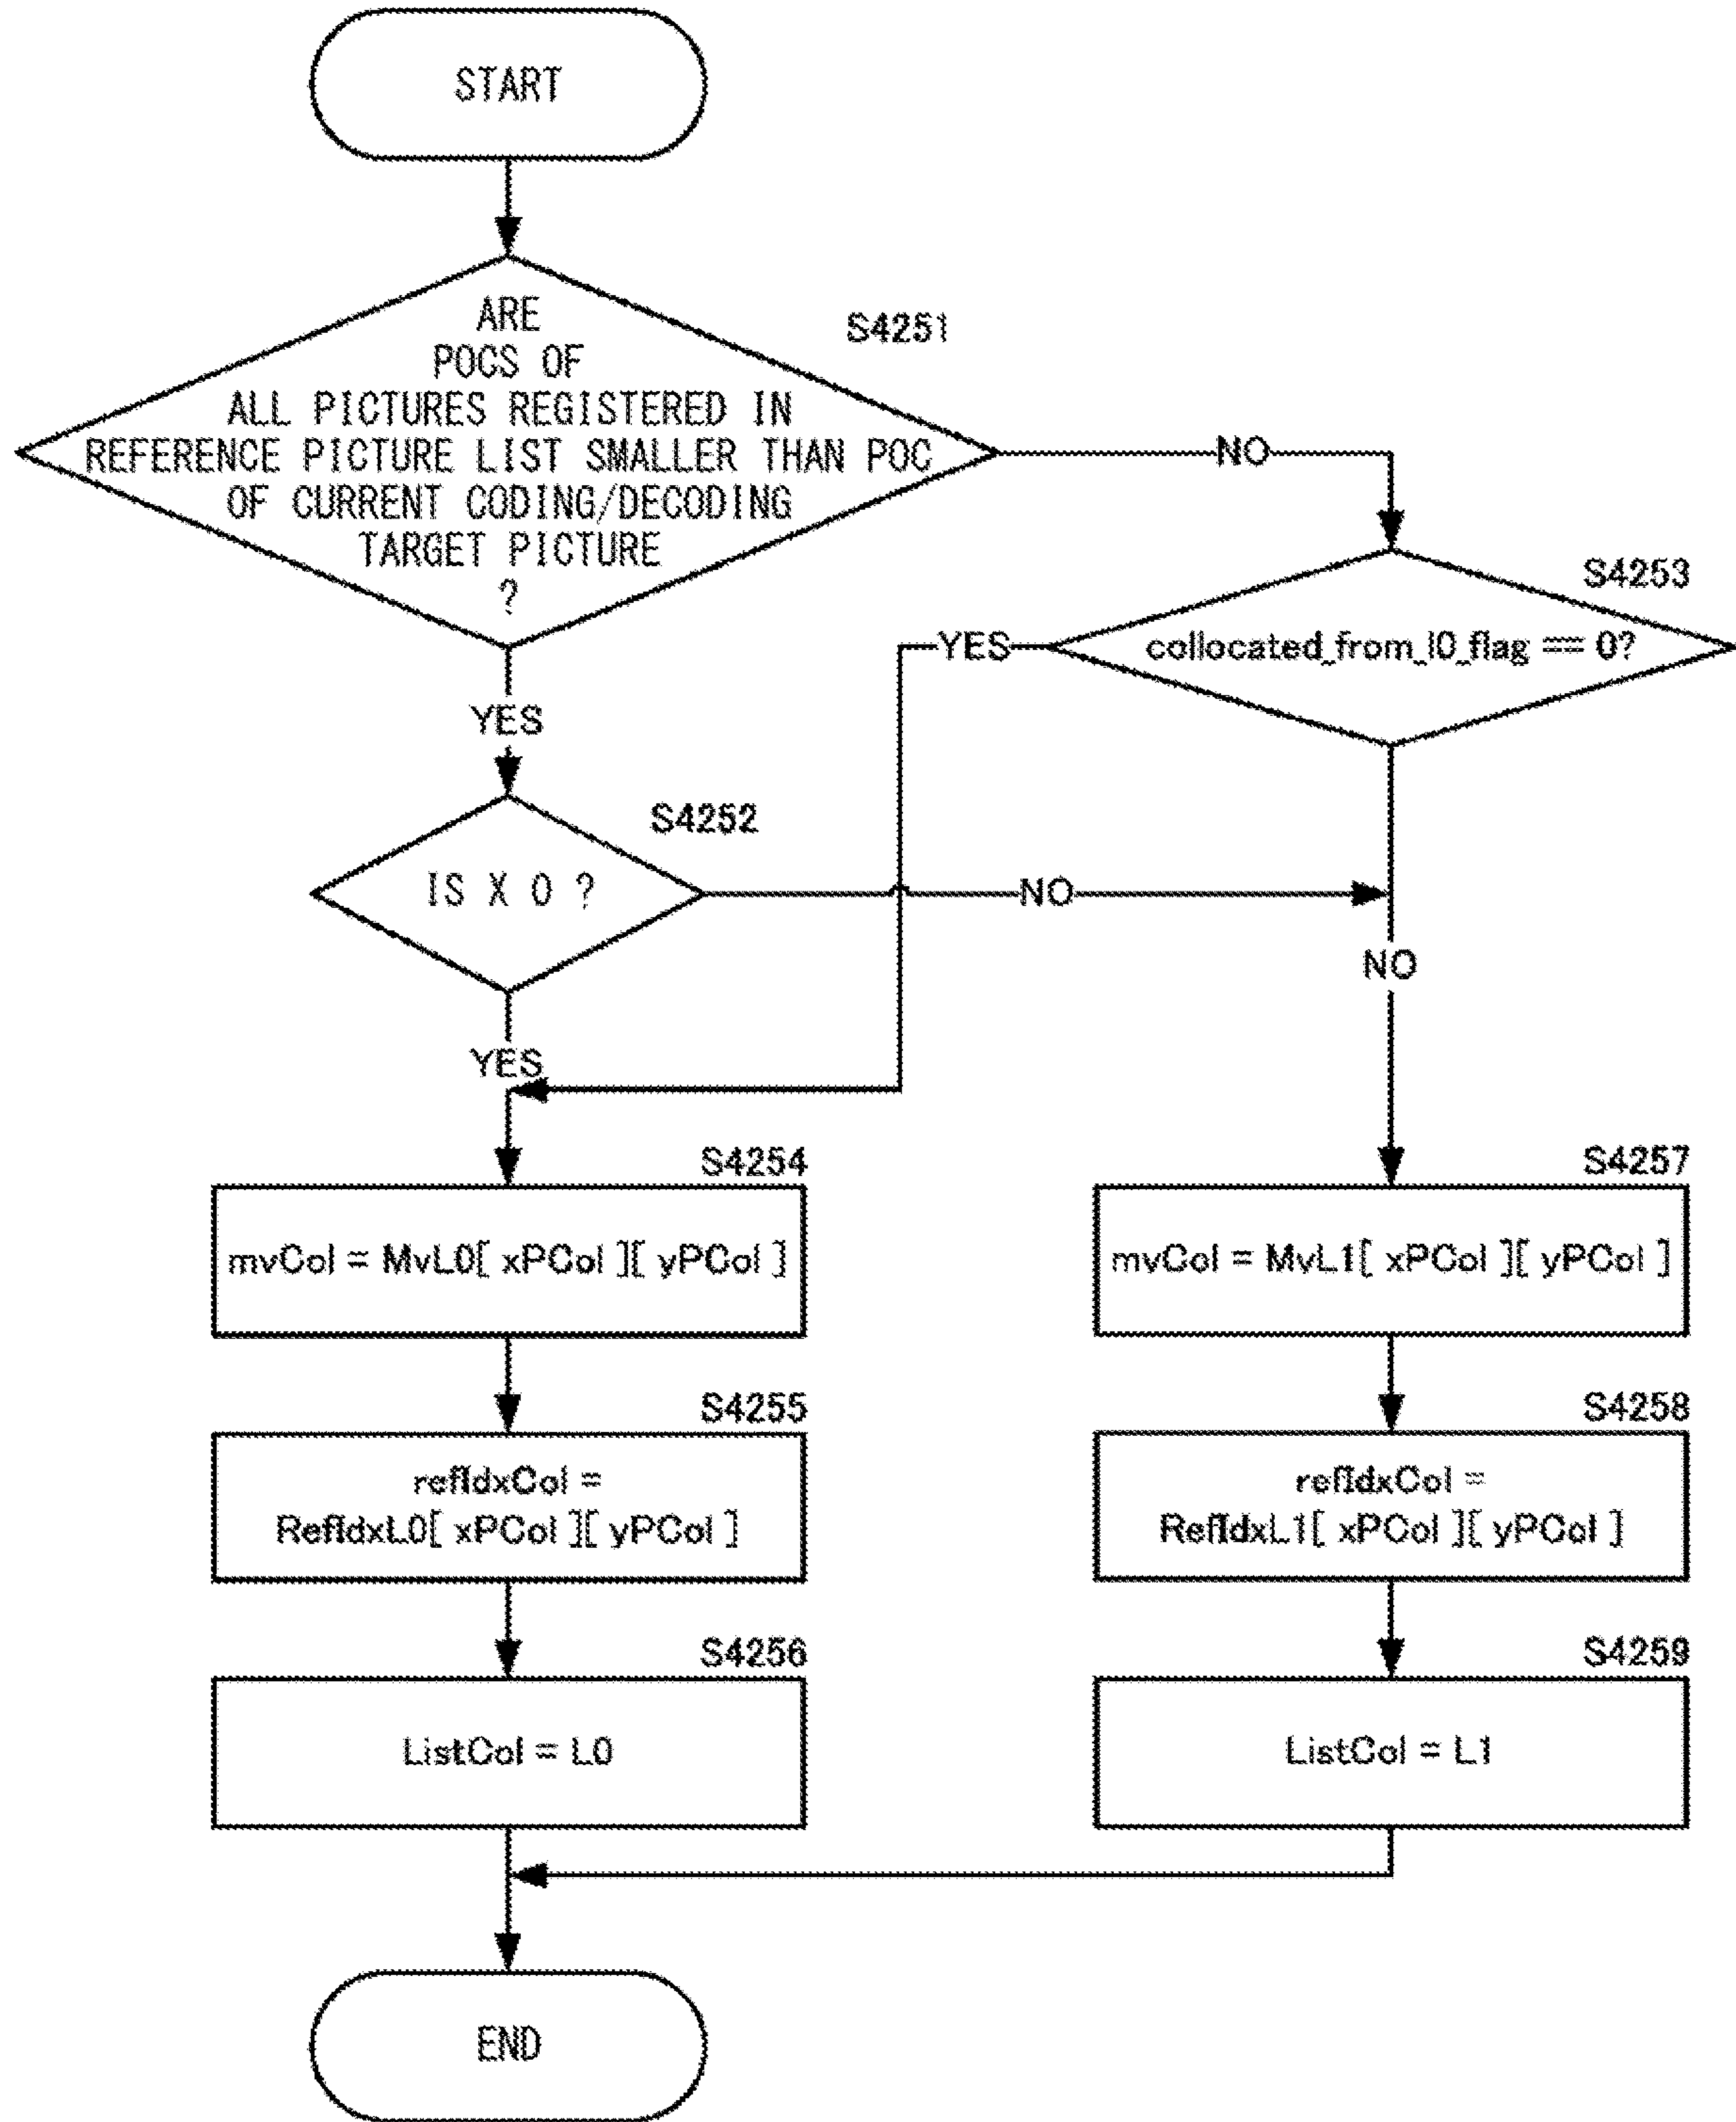 START
ARE
POCS OF
ALL PICTURES REGISTERED IN
REFERENCE PICTURE LIST SMALLER THAN POC
OF CURRENT CODING/DECODING
TARGET PICTURE
?
S4251
NO
YES
S4253
collocated_from_l0_flag == 0?
YES
NO
S4252
IS X 0 ?
NO
YES
S4254
mvCol = MvL0[ xPCol ][ yPCol ]
S4255
refIdxCol =
RefIdxL0[ xPCol ][ yPCol ]
S4256
ListCol = L0
S4257
mvCol = MvL1[ xPCol ][ yPCol ]
S4258
refIdxCol =
RefIdxL1[ xPCol ][ yPCol ]
S4259
ListCol = L1
END